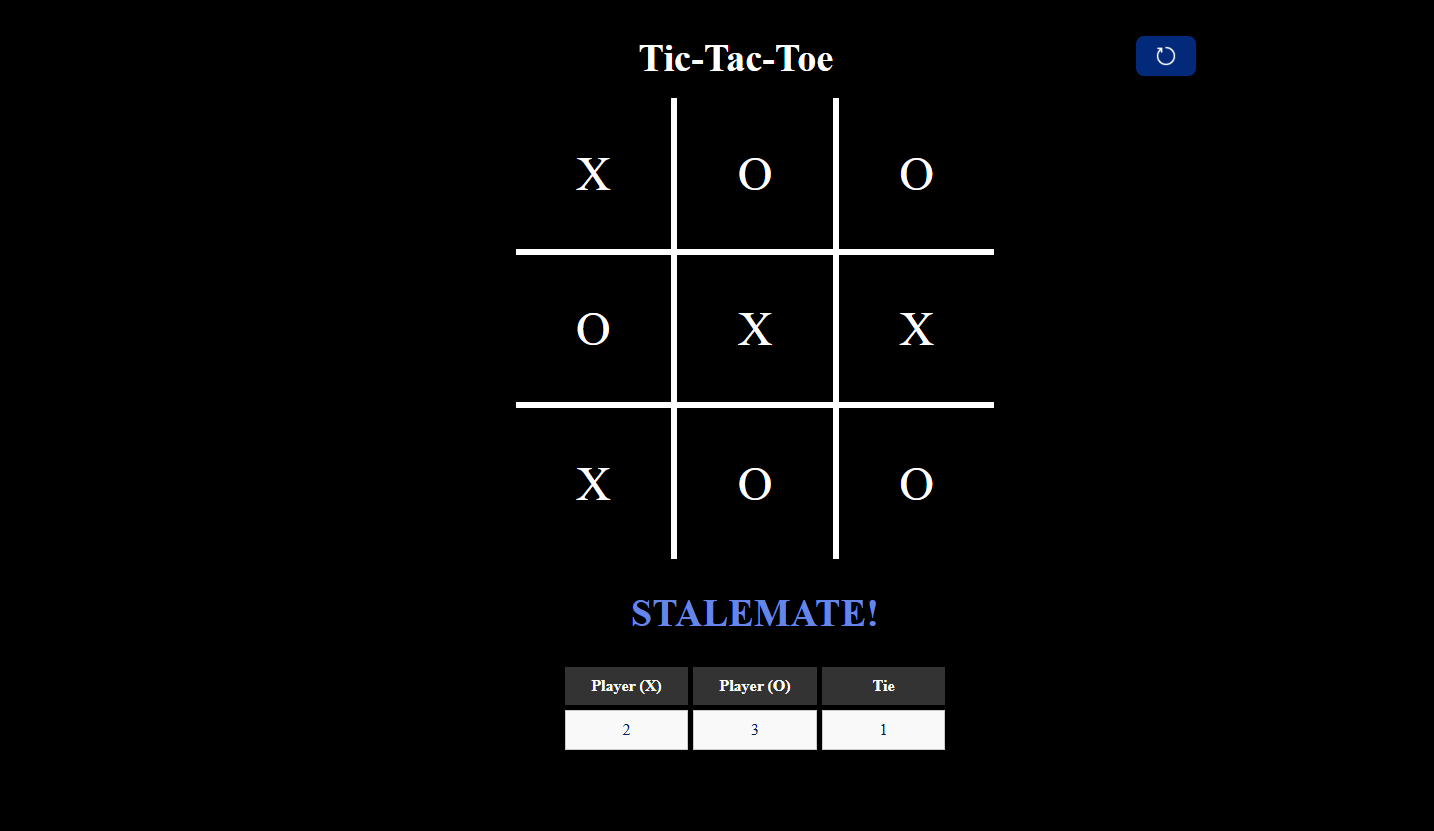 Tic-Tac-Toe
X O O
O X X
X O O
STALEMATE!
Player (X) Player (O) Tie
2 3 1